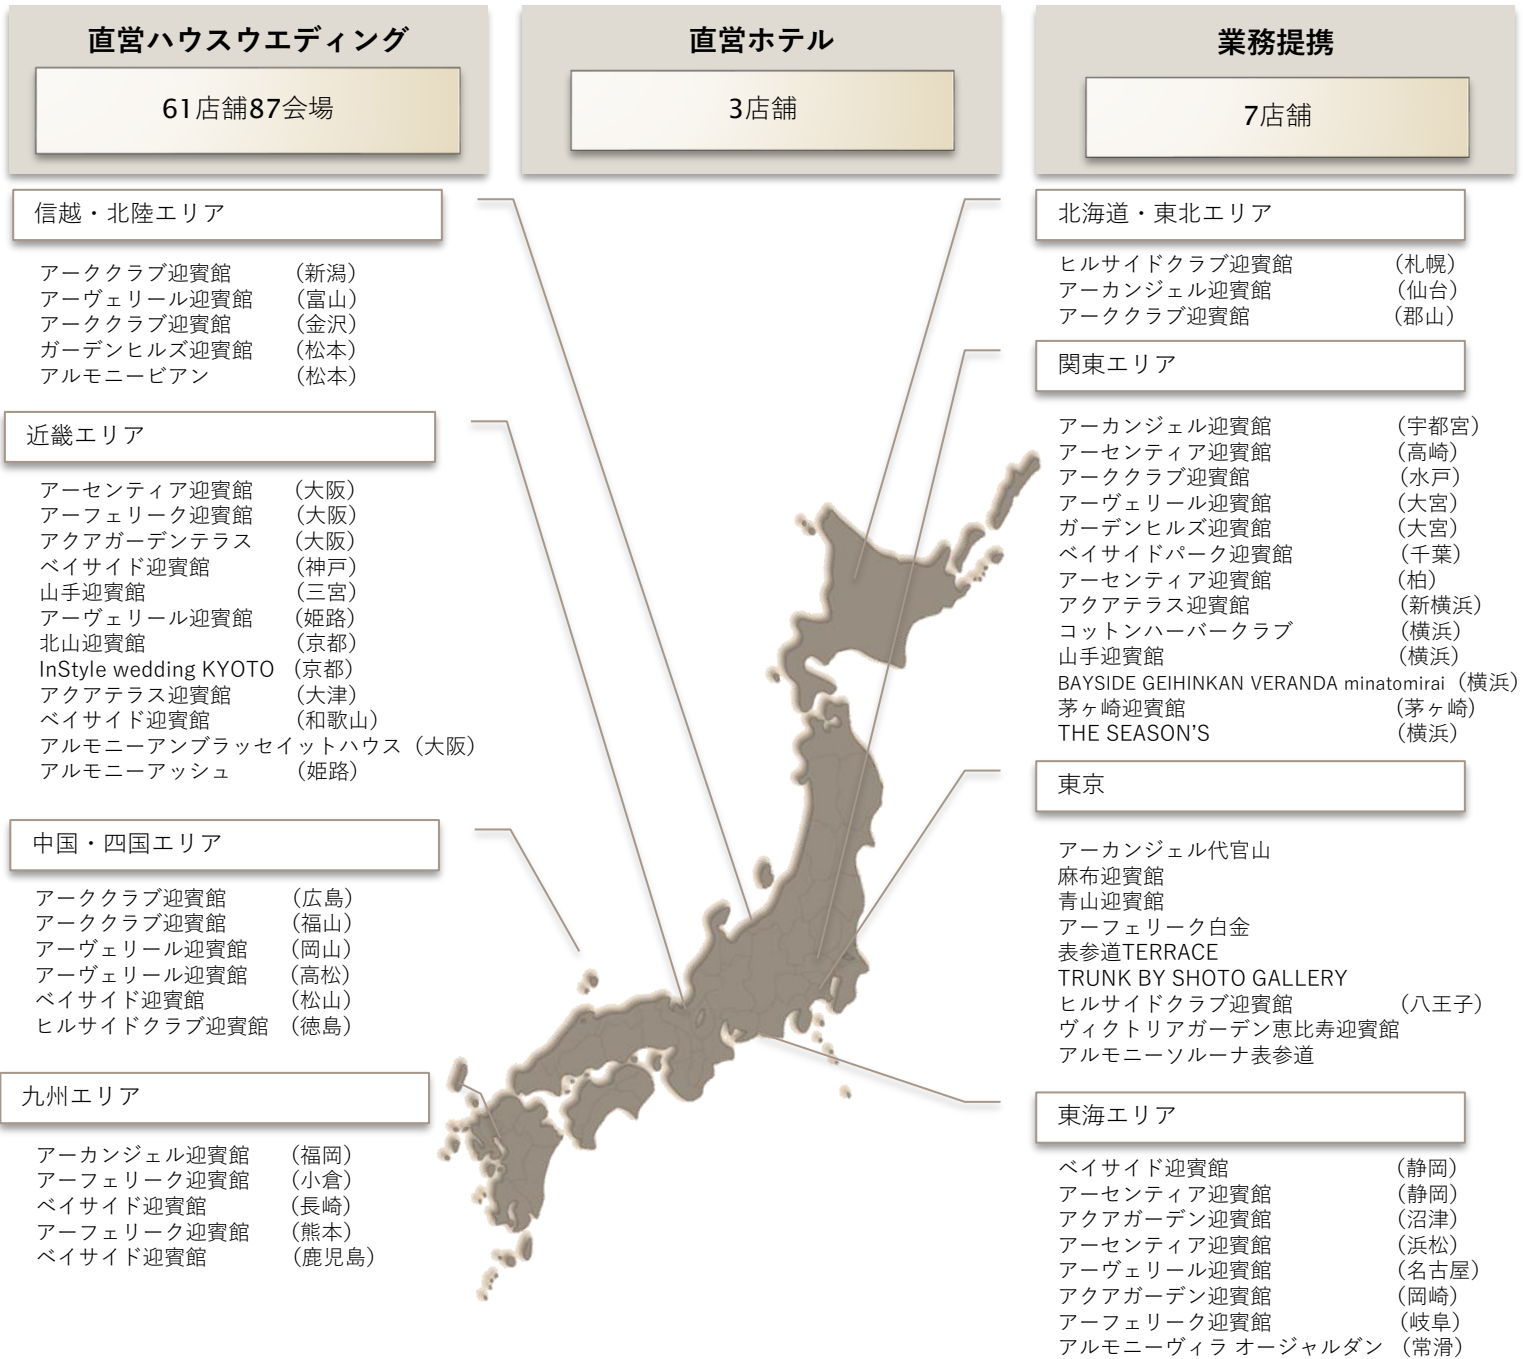 直営ハウスウエディング
61店舗87会場
直営ホテル
3店舗
業務提携
7店舗
信越・北陸エリア
アーククラブ迎賓館 （新潟）
アーヴェリール迎賓館 （富山）
アーククラブ迎賓館 （金沢）
ガーデンヒルズ迎賓館 （松本）
アルモニービアン （松本）
近畿エリア
アーセンティア迎賓館 （大阪）
アーフェリーク迎賓館 （大阪）
アクアガーデンテラス （大阪）
ベイサイド迎賓館 （神戸）
山手迎賓館 （三宮）
アーヴェリール迎賓館 （姫路）
北山迎賓館 （京都）
InStyle wedding KYOTO （京都）
アクアテラス迎賓館 （大津）
ベイサイド迎賓館 （和歌山）
アルモニーアンブラッセイットハウス（大阪）
アルモニーアッシュ （姫路）
中国・四国エリア
アーククラブ迎賓館 （広島）
アーククラブ迎賓館 （福山）
アーヴェリール迎賓館 （岡山）
アーヴェリール迎賓館 （高松）
ベイサイド迎賓館 （松山）
ヒルサイドクラブ迎賓館 （徳島）
九州エリア
アーカンジェル迎賓館 （福岡）
アーフェリーク迎賓館 （小倉）
ベイサイド迎賓館 （長崎）
アーフェリーク迎賓館 （熊本）
ベイサイド迎賓館 （鹿児島）
北海道・東北エリア
ヒルサイドクラブ迎賓館 （札幌）
アーカンジェル迎賓館 （仙台）
アーククラブ迎賓館 （郡山）
関東エリア
アーカンジェル迎賓館 （宇都宮）
アーセンティア迎賓館 （高崎）
アーククラブ迎賓館 （水戸）
アーヴェリール迎賓館 （大宮）
ガーデンヒルズ迎賓館 （大宮）
ベイサイドパーク迎賓館 （千葉）
アーセンティア迎賓館 （柏）
アクアテラス迎賓館 （新横浜）
コットンハーバークラブ （横浜）
山手迎賓館 （横浜）
BAYSIDE GEIHINKAN VERANDA minatomirai （横浜）
茅ヶ崎迎賓館 （茅ヶ崎）
THE SEASON’S （横浜）
東京
アーカンジェル代官山
麻布迎賓館
青山迎賓館
アーフェリーク白金
表参道TERRACE
TRUNK BY SHOTO GALLERY
ヒルサイドクラブ迎賓館 （八王子）
ヴィクトリアガーデン恵比寿迎賓館
アルモニーソルーナ表参道
東海エリア
ベイサイド迎賓館 （静岡）
アーセンティア迎賓館 （静岡）
アクアガーデン迎賓館 （沼津）
アーセンティア迎賓館 （浜松）
アーヴェリール迎賓館 （名古屋）
アクアガーデン迎賓館 （岡崎）
アーフェリーク迎賓館 （岐阜）
アルモニーヴィラ オージャルダン （常滑）